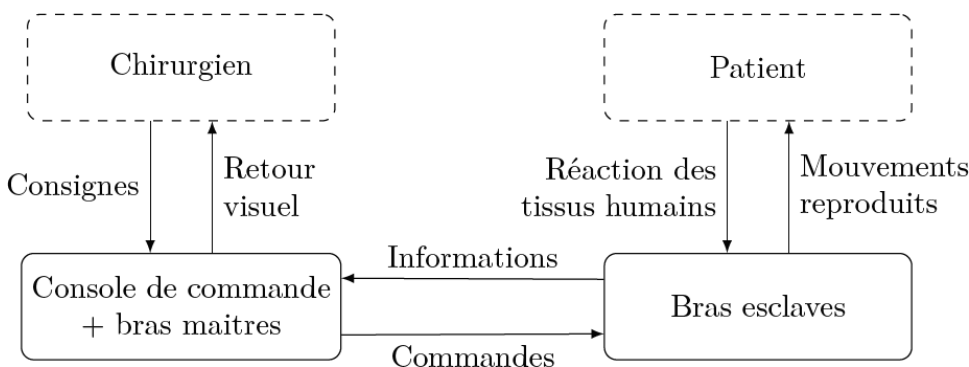 Chirurgien
Patient
Consignes
Retour
visuel
Réaction des
tissus humains
Mouvements
reproduits
Informations
Console de commande
+ bras maitres
Bras esclaves
Commandes